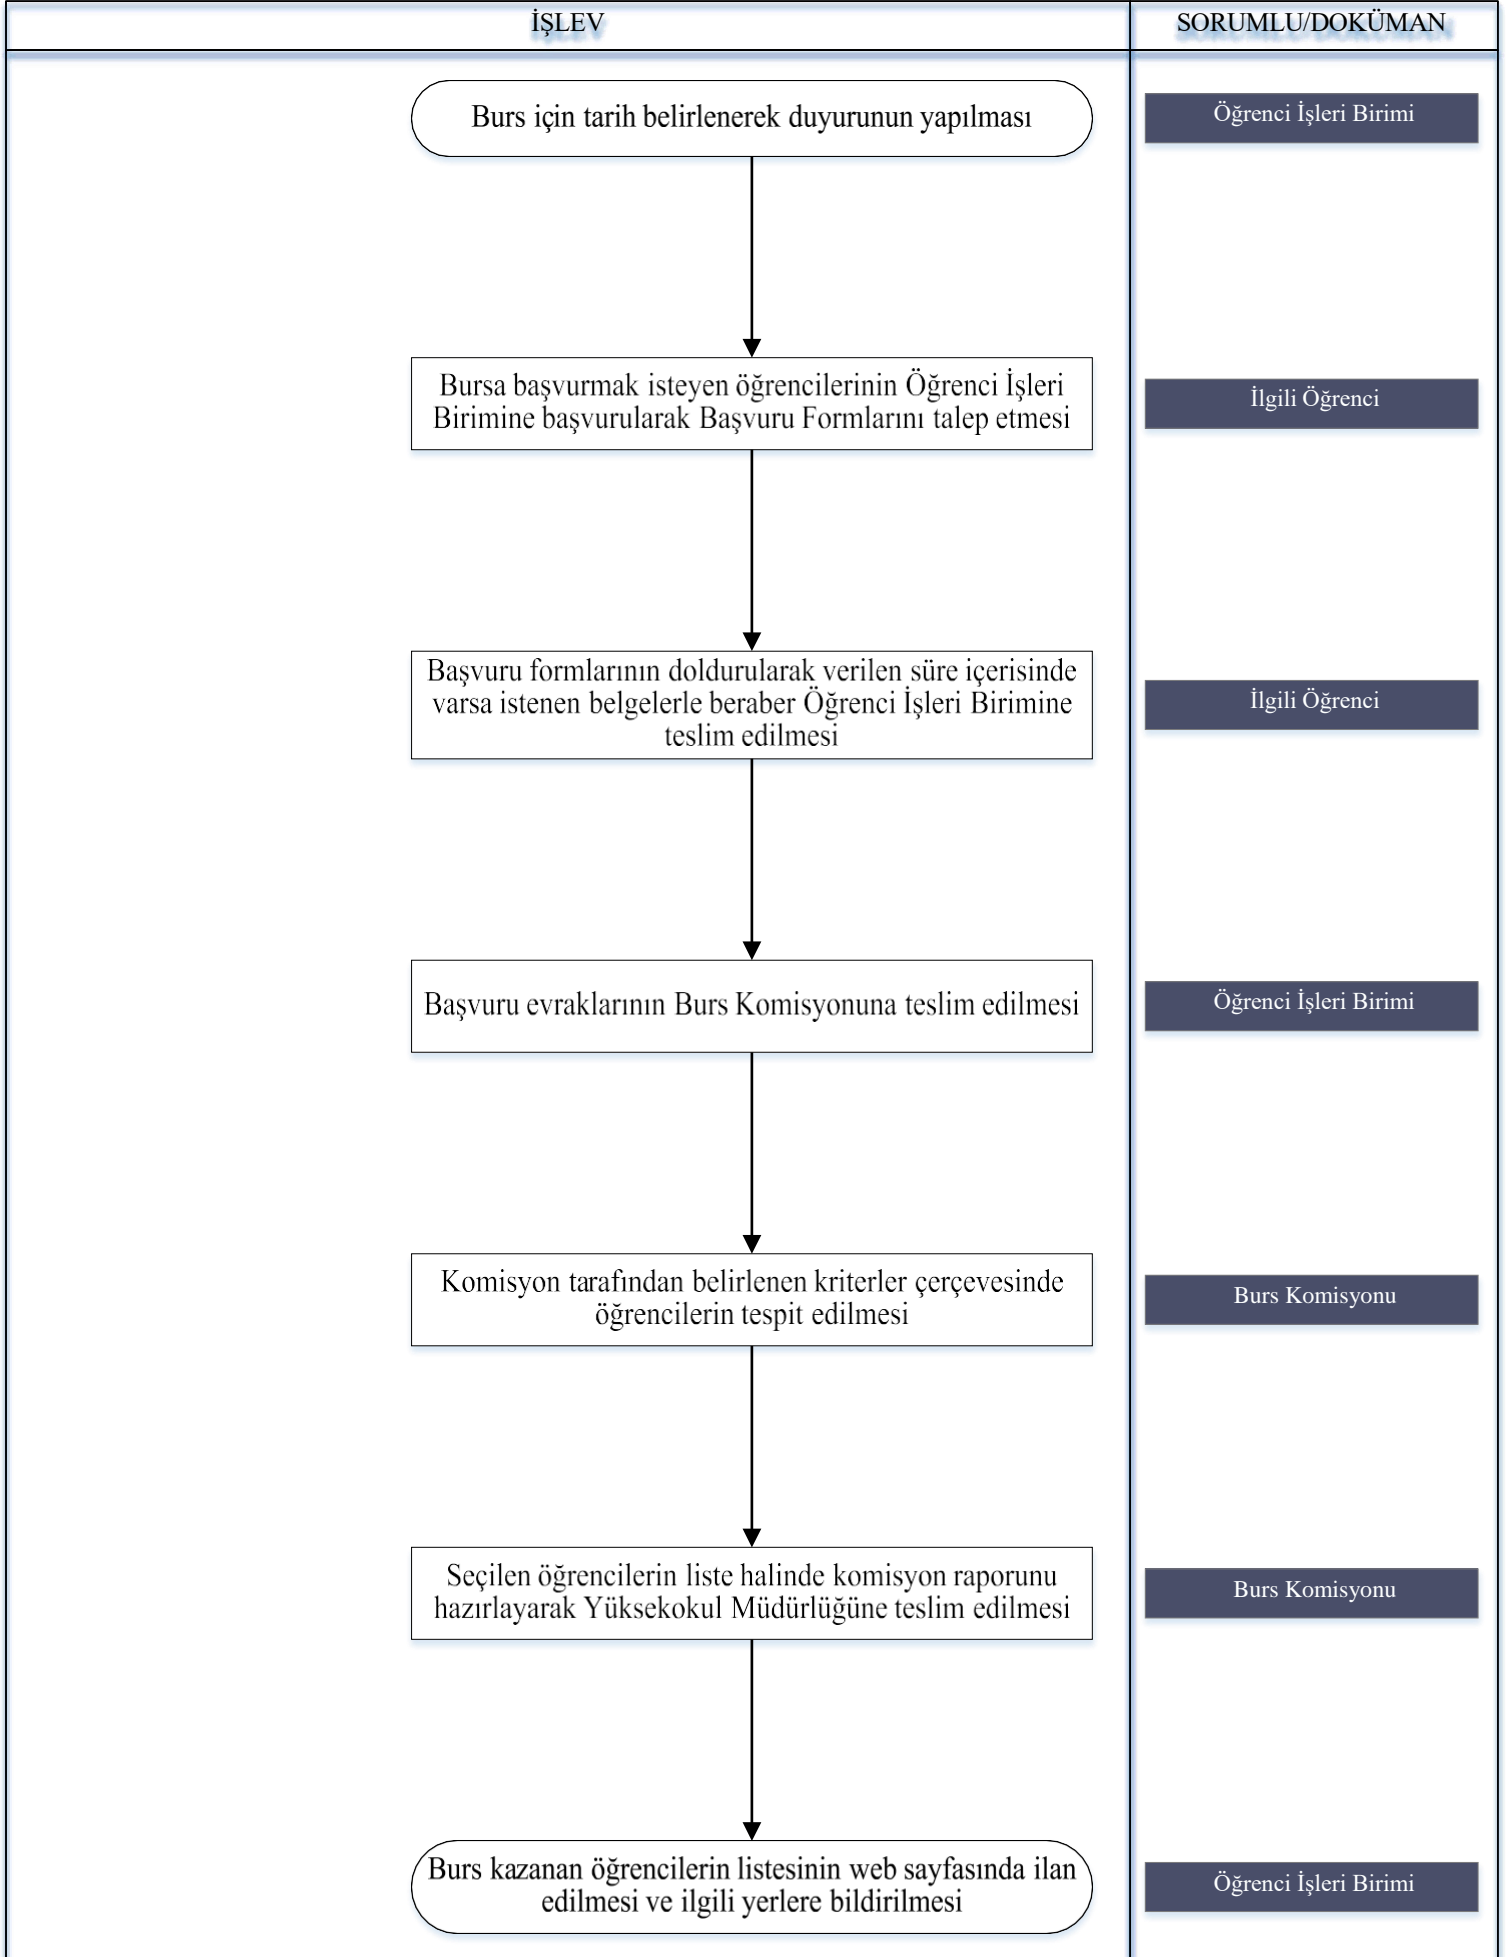 İŞLEV
SORUMLU/DOKÜMAN
Burs için tarih belirlenerek duyurunun yapılması
Öğrenci İşleri Birimi
Bursa başvurmak isteyen öğrencilerinin Öğrenci İşleri
Birimine başvurularak Başvuru Formlarını talep etmesi
İlgili Öğrenci
Başvuru formlarının doldurularak verilen süre içerisinde
varsa istenen belgelerle beraber Öğrenci İşleri Birimine
teslim edilmesi
İlgili Öğrenci
Başvuru evraklarının Burs Komisyonuna teslim edilmesi
Öğrenci İşleri Birimi
Komisyon tarafından belirlenen kriterler çerçevesinde
öğrencilerin tespit edilmesi
Burs Komisyonu
Seçilen öğrencilerin liste halinde komisyon raporunu
hazırlayarak Yüksekokul Müdürlüğüne teslim edilmesi
Burs Komisyonu
Burs kazanan öğrencilerin listesinin web sayfasında ilan
edilmesi ve ilgili yerlere bildirilmesi
Öğrenci İşleri Birimi